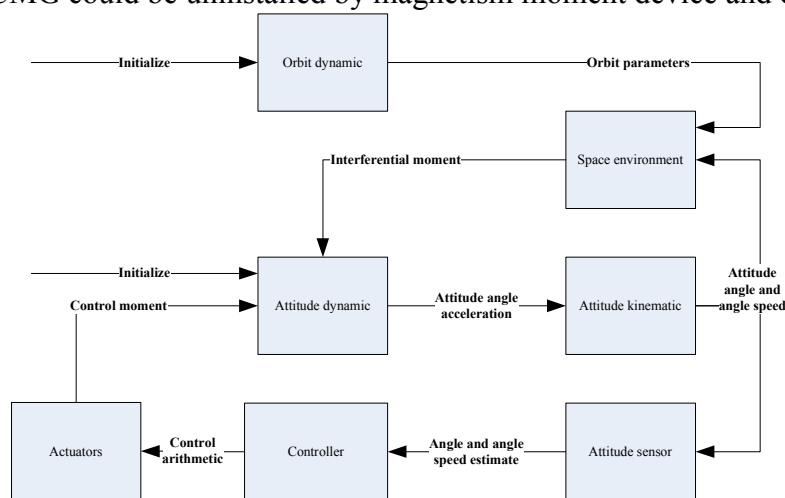 CMG could be uninstalled by magnetism moment device and
Initialize
Orbit dynamic
Orbit parameters
Interferential moment
Space environment
Initialize
Control moment
Attitude dynamic
Attitude angle
acceleration
Attitude kinematic
Attitude
angle and
angle speed
Actuators
Control
arithmetic
Controller
Angle and angle
speed estimate
Attitude sensor